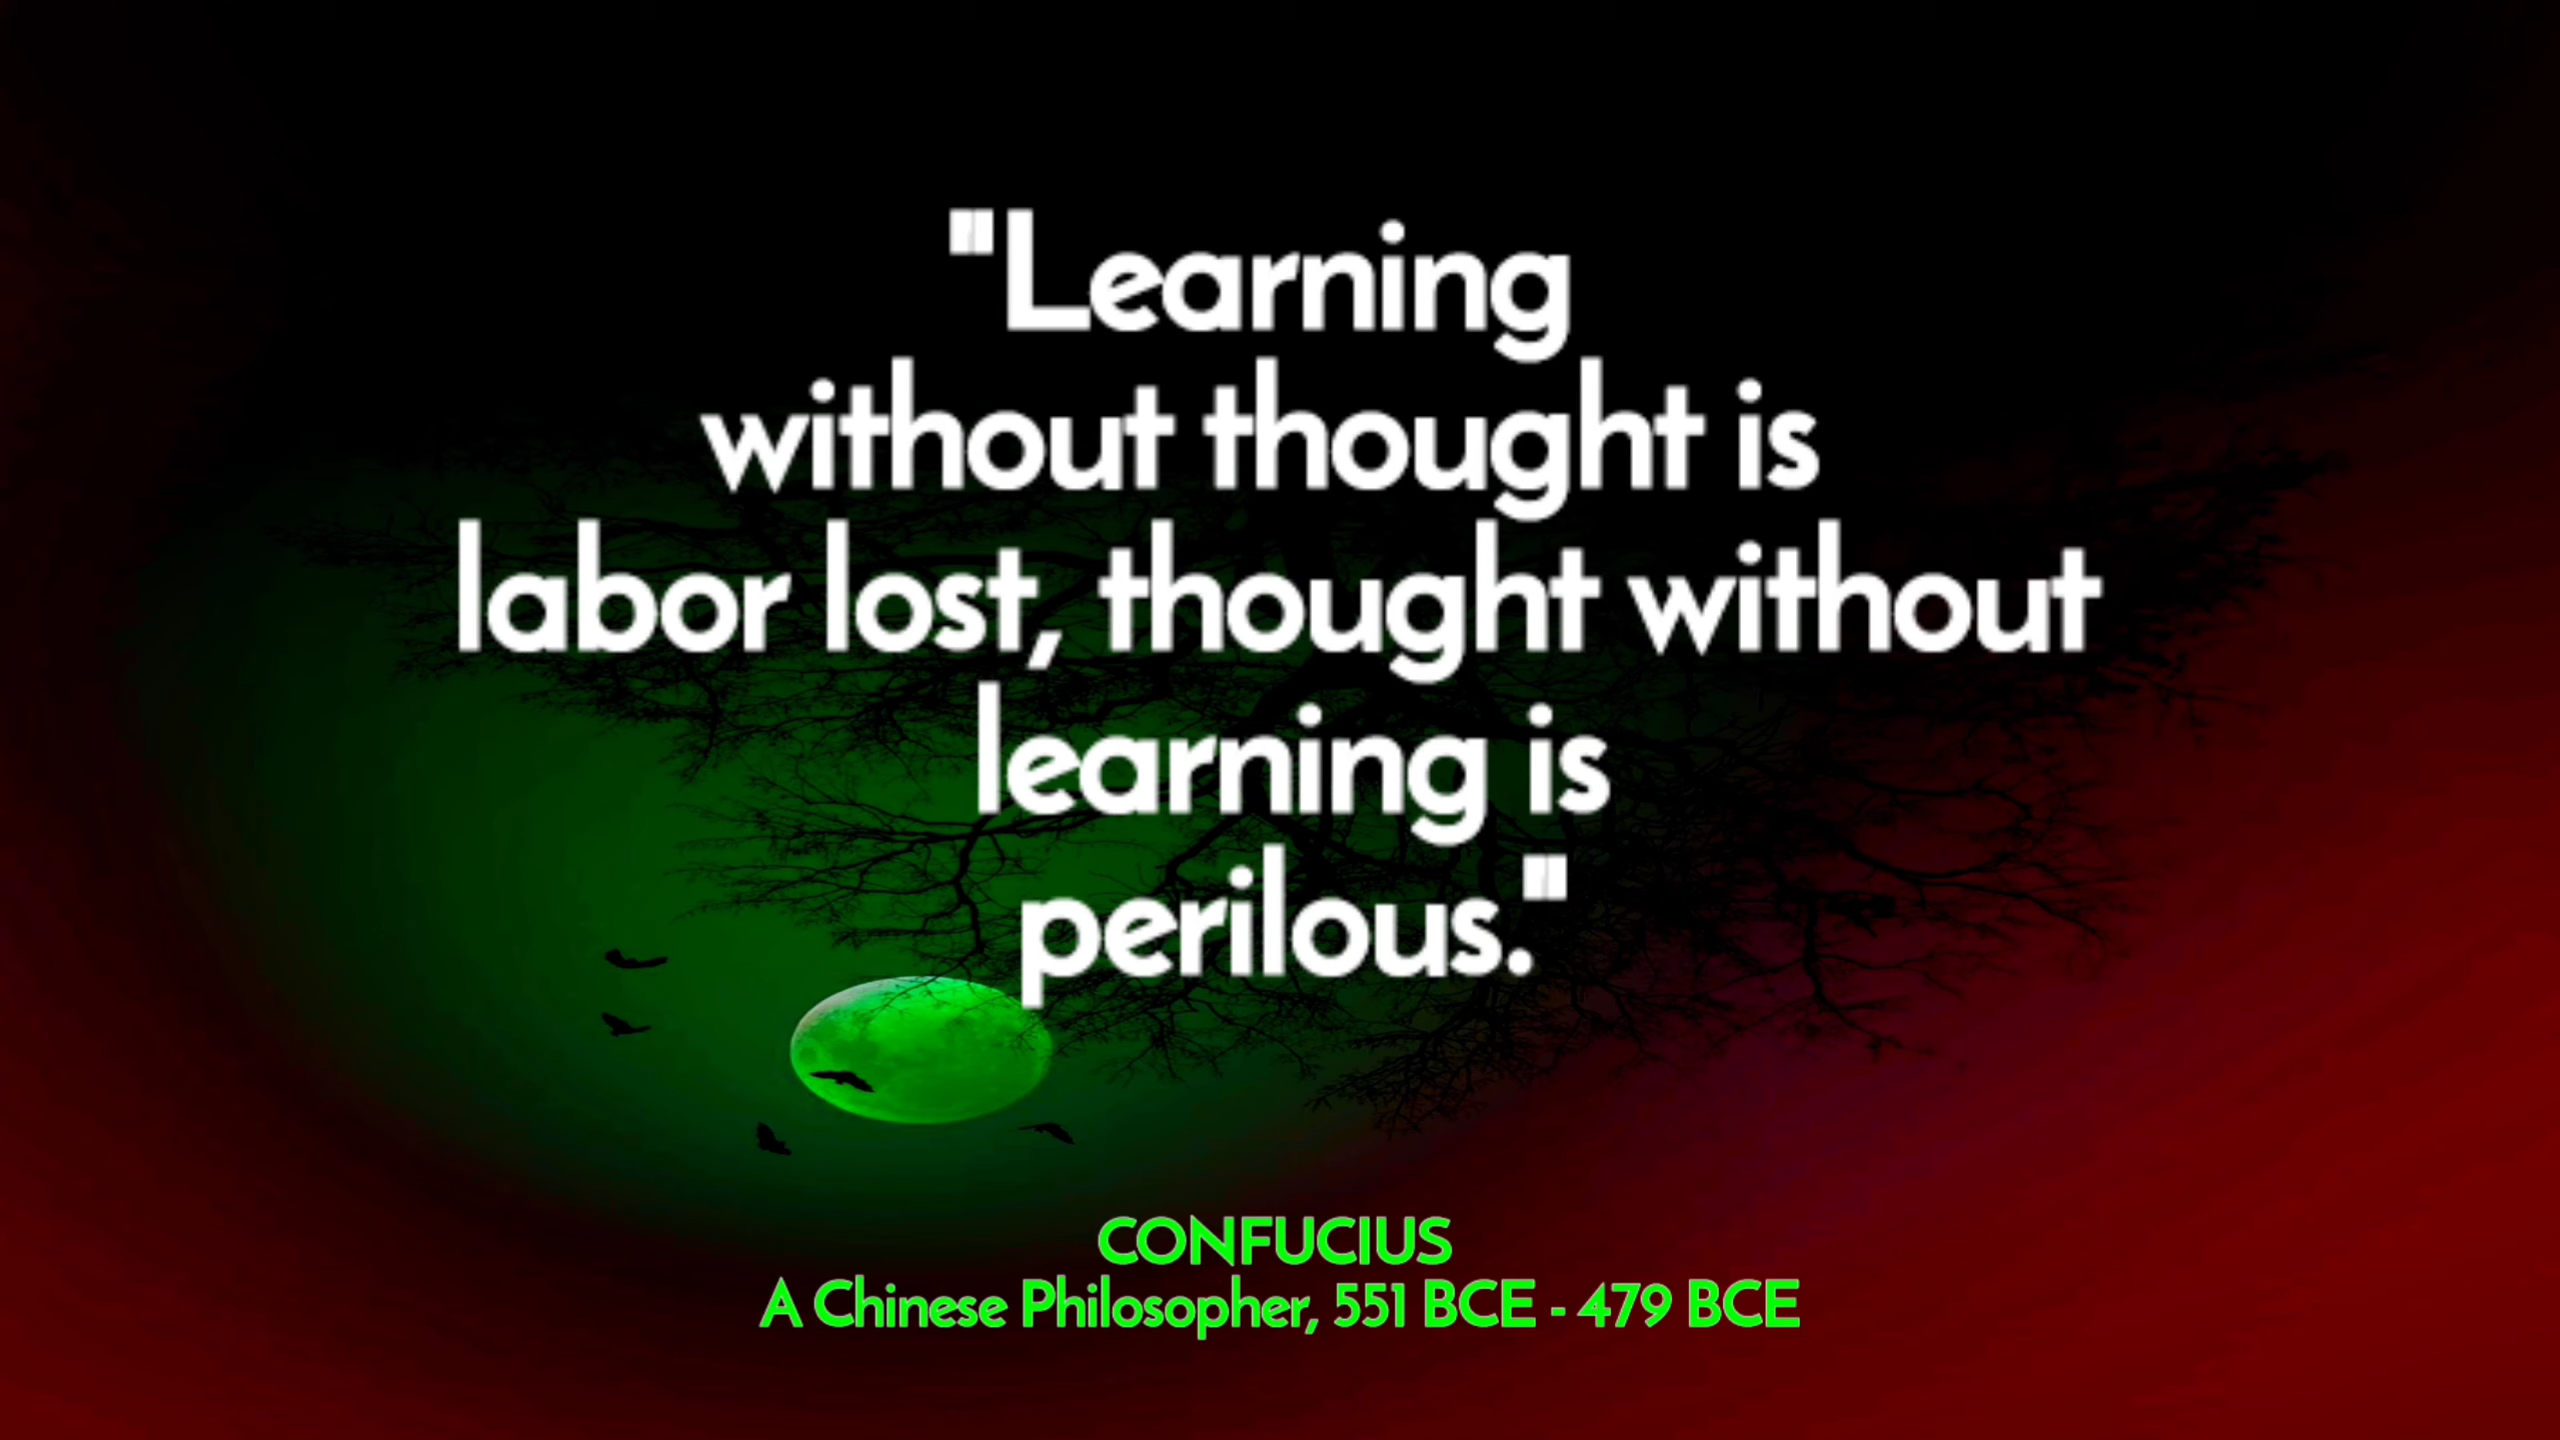 "Learning
without thought is
labor lost, thought without
learning is
perilous."
CONFUCIUS
A Chinese Philosopher, 551 BCE - 479 BCE